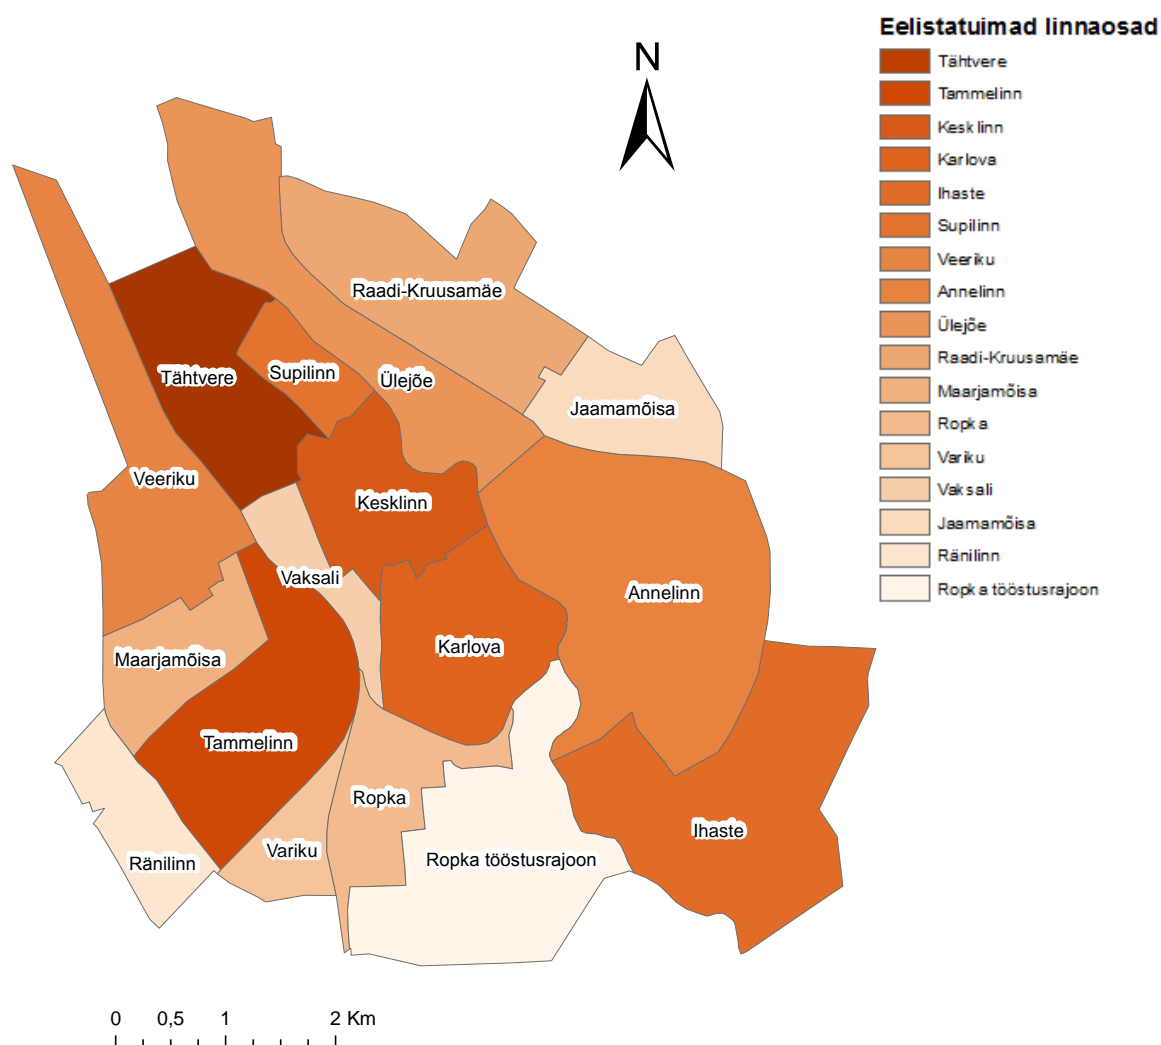 Eelistatuimad linnaosad
Tähtvere
Tammelinn
Kesklinn
Karlova
Ihaste
Supilinn
Veeriku
Annelinn
Ülejõe
Raadi-Kruusamäe
Maarjamõisa
Ropka
Variku
Vaksali
Jaamamõisa
Ränilinn
Ropka tööstusrajoon
N
Raadi-Kruusamäe
Tähtvere
Supilinn
Ülejõe
Jaamamõisa
Veeriku
Kesklinn
Vaksali
Annelinn
Karlova
Maarjamõisa
Tammelinn
Ropka
Ihaste
Variku
Ränilinn
Ropka tööstusrajoon
0 0,5 1 2 Km